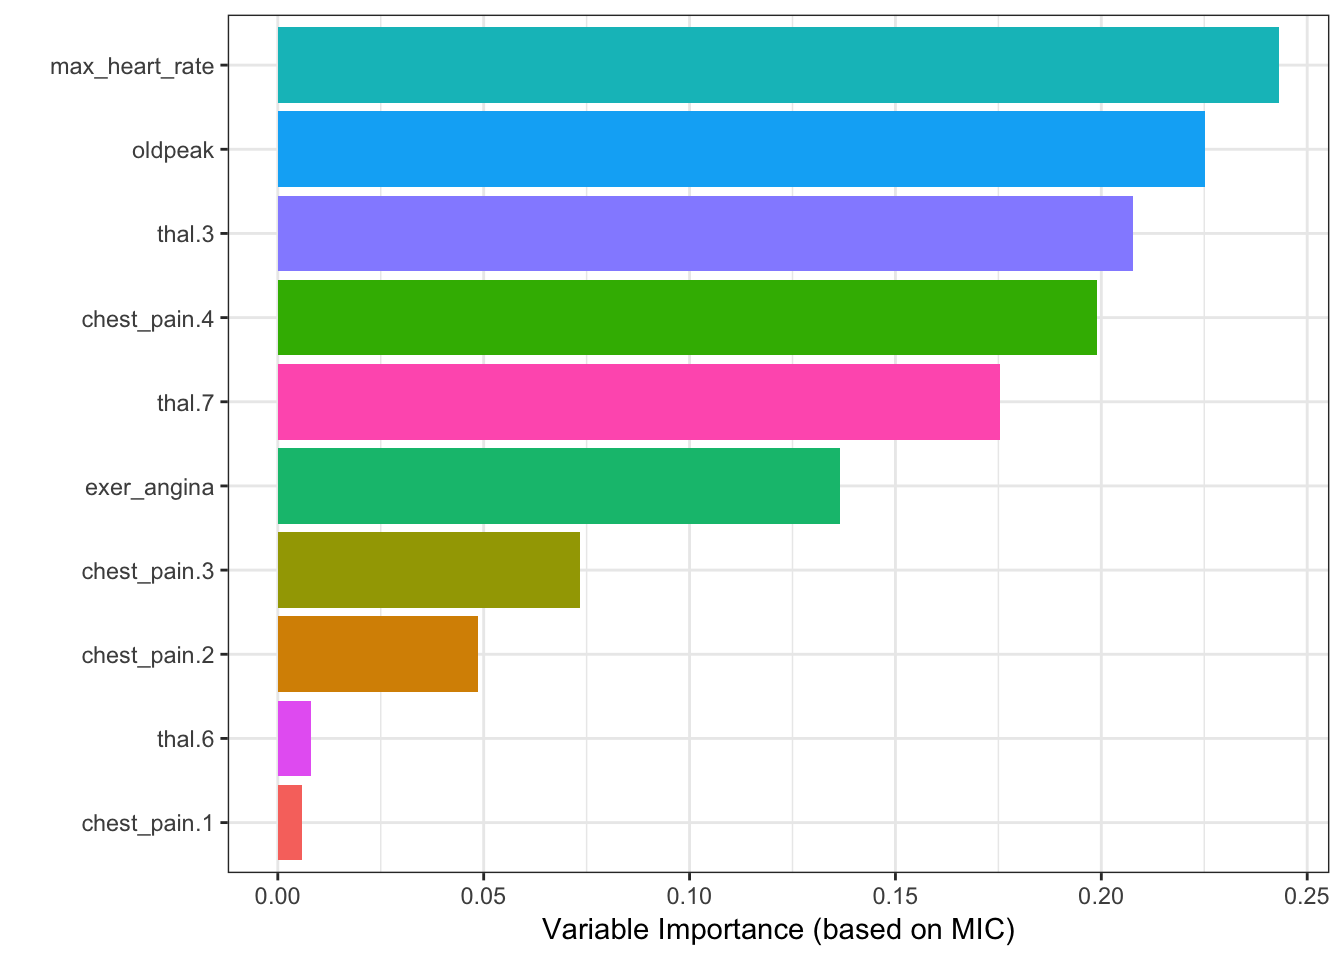 max_heart_rate
oldpeak
thal.3
chest_pain.4
thal.7
exer_angina
chest_pain.3
chest_pain.2
thal.6
chest_pain.1
0.00 0.05 0.10 0.15 0.20 0.25
Variable Importance (based on MIC)